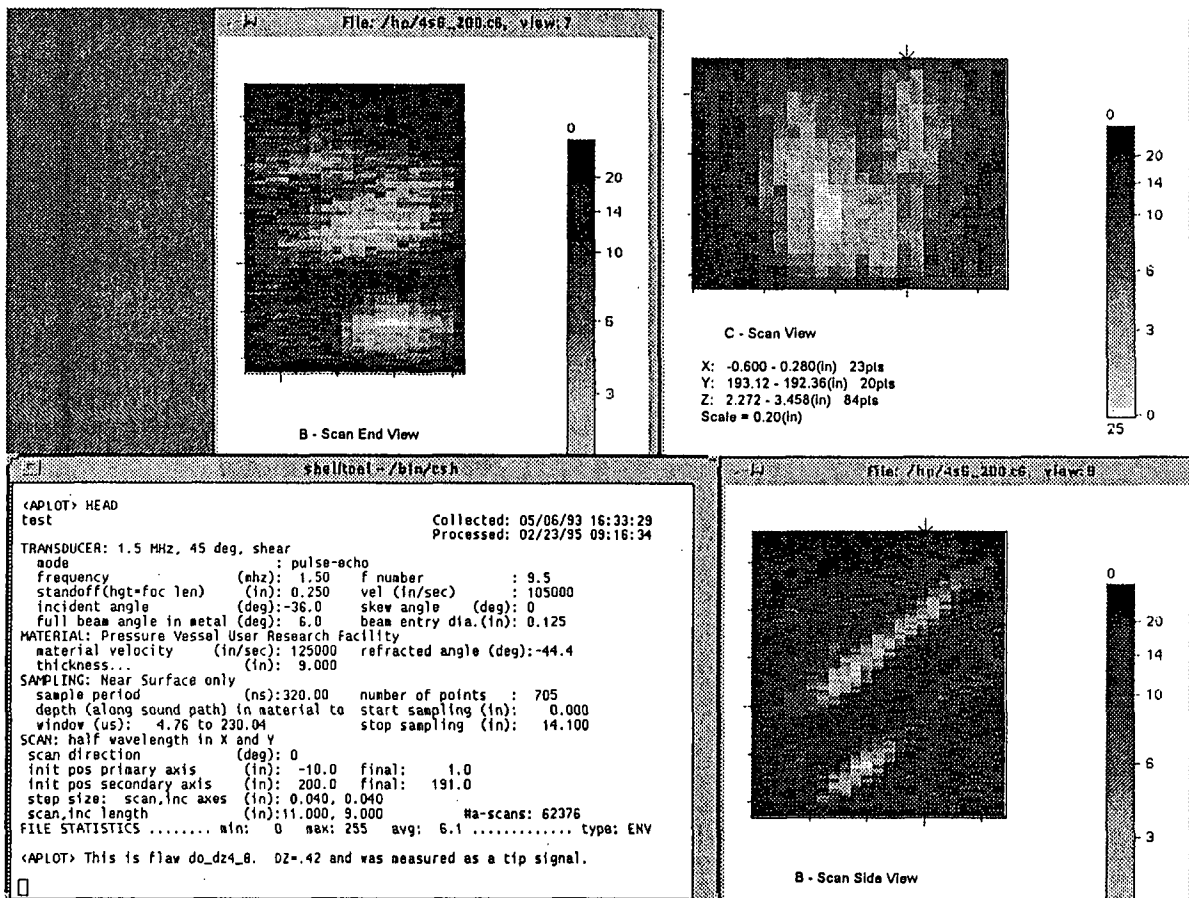 File: /hp/4s6_200.c6, view:7
0
20
14
10
6
3
B - Scan End View
0
20
14
10
6
3
0
25
C - Scan View
X: -0.600 - 0.280(in) 23pts
Y: 193.12 - 192.36(in) 20pts
Z: 2.272 - 3.458(in) 84pts
Scale = 0.20(in)
shelltool - /bin/csh
<APLOT> HEAD
test Collected: 05/06/93 16:33:29
Processed: 02/23/95 09:16:34
TRANSDUCER: 1.5 MHz, 45 deg, shear
mode : pulse-echo
frequency (mhz): 1.50 f number : 9.5
standoff(hgt=foc len) (in): 0.250 vel (in/sec) : 105000
incident angle (deg):-36.0 skew angle (deg): 0
full beam angle in metal (deg): 6.0 beam entry dia.(in): 0.125
MATERIAL: Pressure Vessel User Research Facility
material velocity (in/sec): 125000 refracted angle (deg):-44.4
thickness... (in): 9.000
SAMPLING: Near Surface only
sample period (ns):320.00 number of points : 705
depth (along sound path) in material to start sampling (in): 0.000
window (us): 4.76 to 230.04 stop sampling (in): 14.100
SCAN: half wavelength in X and Y
scan direction (deg): 0
init pos primary axis (in): -10.0 final: 1.0
init pos secondary axis (in): 200.0 final: 191.0
step size: scan,inc axes (in): 0.040, 0.040
scan,inc length (in):11.000, 9.000 #a-scans: 62376
FILE STATISTICS ........ min: 0 max: 255 avg: 6.1 ............. type: ENV
<APLOT> This is flaw do_dz4_8. DZ=.42 and was measured as a tip signal.
file: /hp/4s6_200.c6, view:9
0
20
14
10
6
3
B - Scan Side View